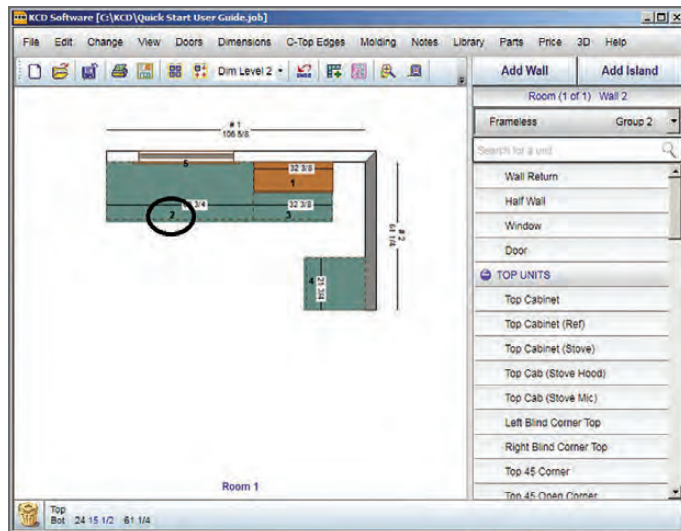 KCD Software [C:\KCD\Quick Start User Guide.job]
File Edit Change View Doors Dimensions C-Top Edges Molding Notes Library Parts Price 3D Help
Dim Level 2
Add Wall Add Island
Room (1 of 1) Wall 2
Frameless Group 2
Search for a unit
Wall Return
Half Wall
Window
Door
TOP UNITS
Top Cabinet
Top Cabinet (Ref)
Top Cabinet (Stove)
Top Cab (Stove Hood)
Top Cab (Stove Mic)
Left Blind Corner Top
Right Blind Corner Top
Top 45 Corner
Top 45 Open Corner
# 1
106 5/8
5
32 3/8
1
3/4
32 3/8
2
3
# 2
61 1/4
4
21 3/4
Room 1
Top
Bot 24 15 1/2 61 1/4